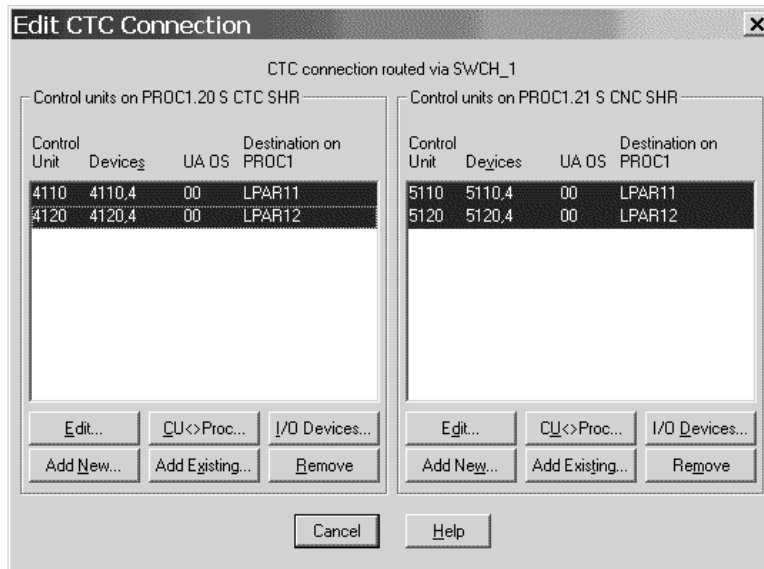 Edit CTC Connection
CTC connection routed via SWCH_1
Control units on PROC1.20 S CTC SHR
Control Unit Devices UA OS Destination on PROC1
4110 4110,4 00 LPAR11
4120 4120,4 00 LPAR12
Edit... CU<>Proc... I/O Devices...
Add New... Add Existing... Remove
Control units on PROC1.21 S CNC SHR
Control Unit Devices UA OS Destination on PROC1
5110 5110,4 00 LPAR11
5120 5120,4 00 LPAR12
Edit... CU<>Proc... I/O Devices...
Add New... Add Existing... Remove
Cancel Help